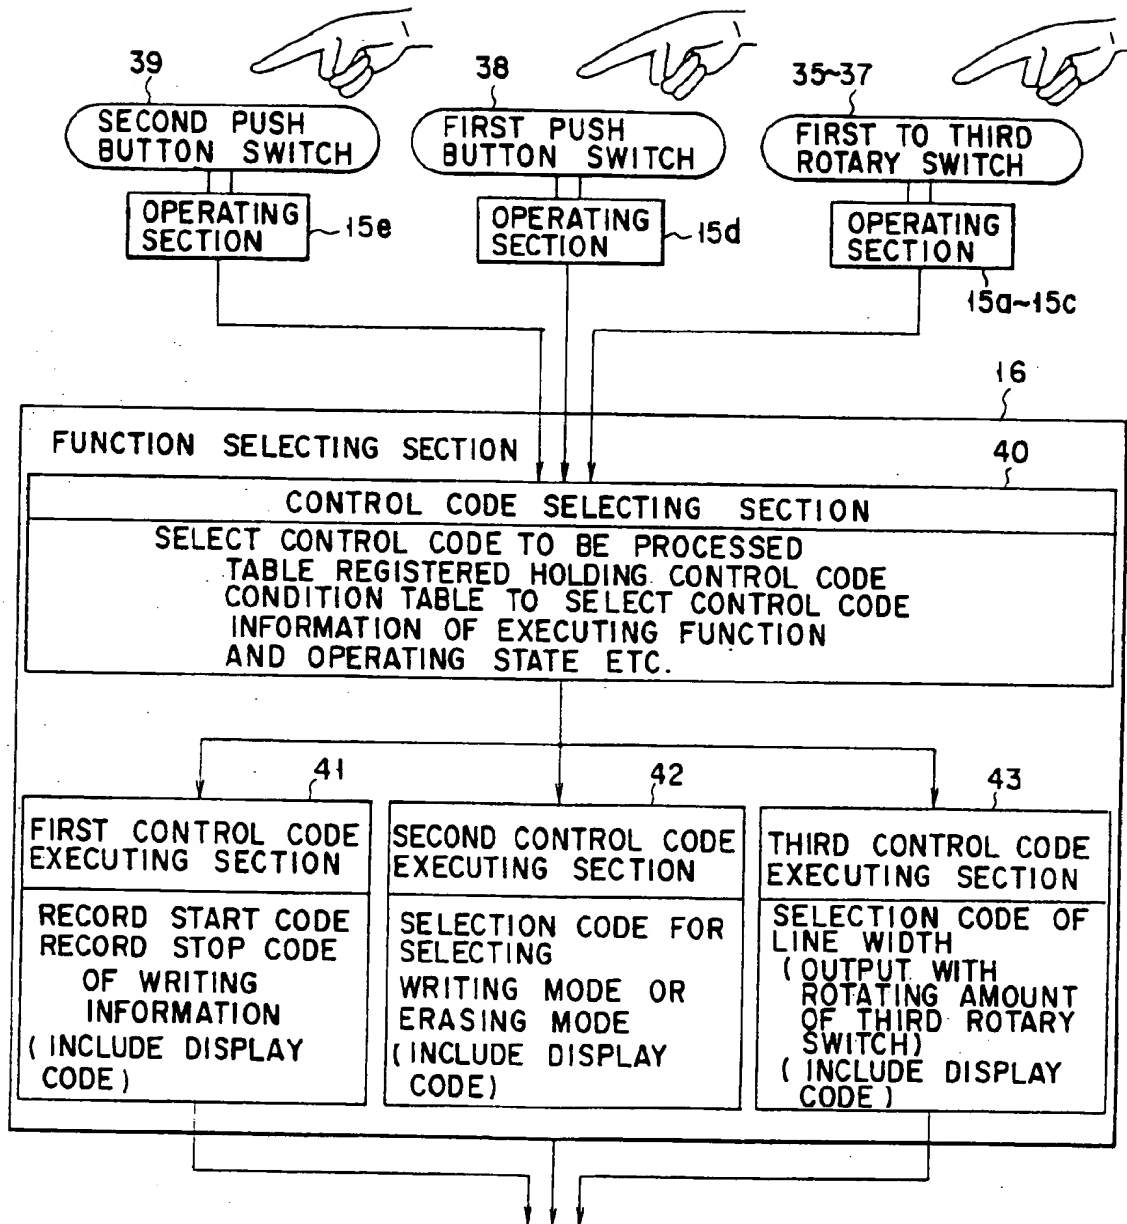 39
38
35~37
SECOND PUSH
BUTTON SWITCH
FIRST PUSH
BUTTON SWITCH
FIRST TO THIRD
ROTARY SWITCH
OPERATING
SECTION
15e
OPERATING
SECTION
15d
OPERATING
SECTION
15a~15c
16
FUNCTION SELECTING SECTION
40
CONTROL CODE SELECTING SECTION
SELECT CONTROL CODE TO BE PROCESSED
TABLE REGISTERED HOLDING CONTROL CODE
CONDITION TABLE TO SELECT CONTROL CODE
INFORMATION OF EXECUTING FUNCTION
AND OPERATING STATE ETC.
41
42
43
FIRST CONTROL CODE
EXECUTING SECTION
RECORD START CODE
RECORD STOP CODE
OF WRITING
INFORMATION
(INCLUDE DISPLAY
CODE)
SECOND CONTROL CODE
EXECUTING SECTION
SELECTION CODE FOR
SELECTING
WRITING MODE OR
ERASING MODE
(INCLUDE DISPLAY
CODE)
THIRD CONTROL CODE
EXECUTING SECTION
SELECTION CODE OF
LINE WIDTH
(OUTPUT WITH
ROTATING AMOUNT
OF THIRD ROTARY
SWITCH)
(INCLUDE DISPLAY
CODE)